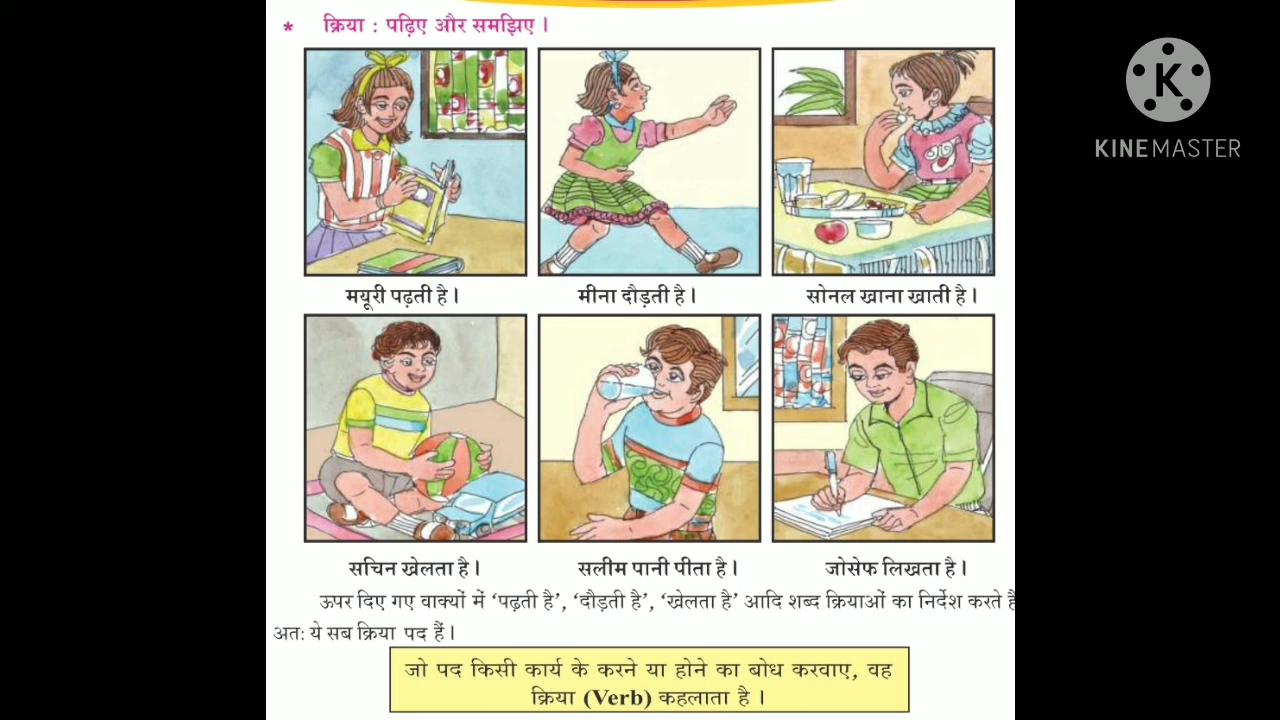 * क्रिया : पढ़िए और समझिए ।
KINEMASTER
मयूरी पढ़ती है ।
मीना दौड़ती है ।
सोनल खाना खाती है ।
सचिन खेलता है ।
सलीम पानी पीता है ।
जोसेफ लिखता है ।
ऊपर दिए गए वाक्यों में ‘पढ़ती है’, ‘दौड़ती है’, ‘खेलता है’ आदि शब्द क्रियाओं का निर्देश करते हैं
अतः ये सब क्रिया पद हैं ।
जो पद किसी कार्य के करने या होने का बोध करवाए, वह
क्रिया (Verb) कहलाता है ।